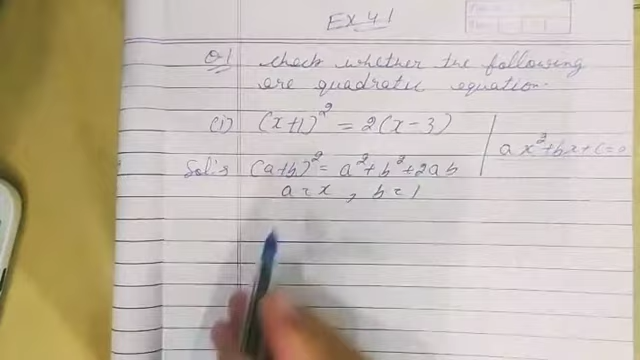 Ex 4.1
Q1 check whether the following
are quadratic equation.
(i) (x+1)² = 2(x-3)
ax²+bx+c=0
Sol:- (a+b)² = a²+b²+2ab
a=x, b=1